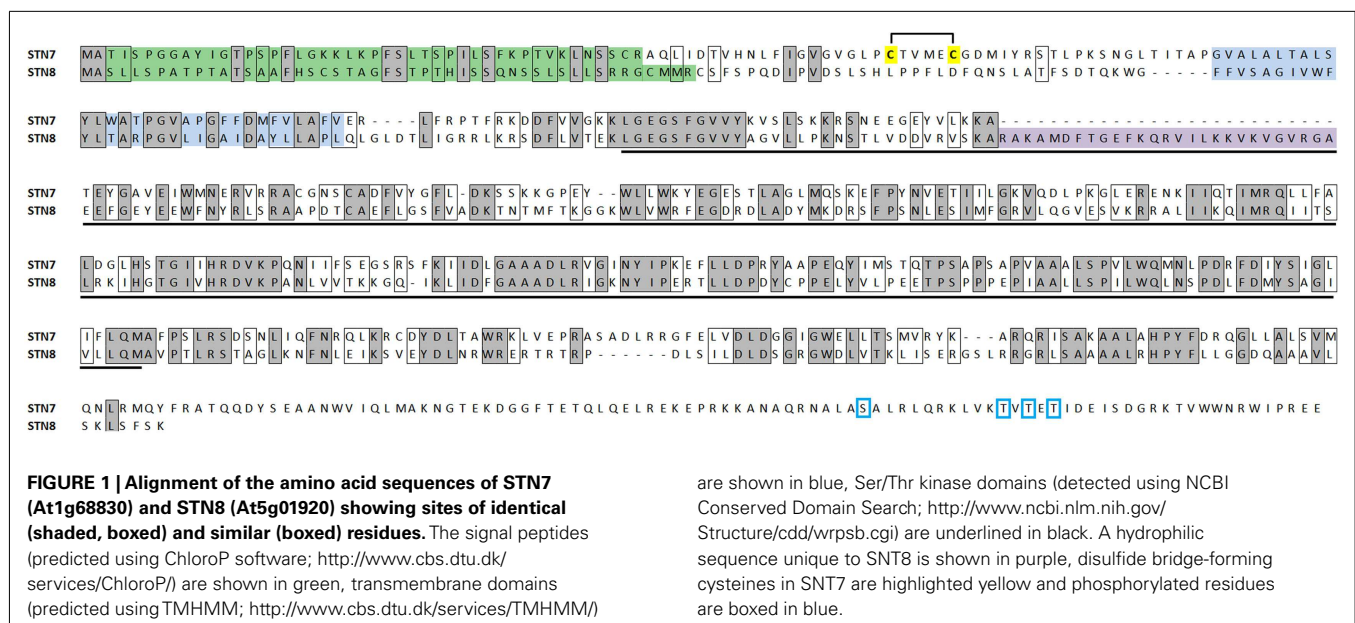 STN7 MATISPGGAYIGTPSPFLGKKLKPFSLTSPILSFKPTVKLNSSCRAQLIDTVHNLFIGVGVGLPCTVMECGDMIYRSTLPKSNGLTITAPGVALALTALS
STN8 MASLLSPATPTATSAAFHSCSTAGFSTPTHISSQNSSLSLLSRRGCMMRCSFSPQDIPVDSLSHLPPFLDFQNSLATFSDTQKWG-----FFVSAGIVWF
STN7 YLWATPGVAPGFFDMFVLAFVER----LFRPTFRKDDFVVGKKLGEGSFGVVYKVSLSKKRSNEEGEYVLKKA---------------------------
STN8 YLTARPGVLIGAIDAYLLAPLQLGLDTLIGRRLKRSDFLVTEKLGEGSFGVVYAGVLLPKNSTLVDDVRVSKARAKAMDFTGEFKQRVILKKVKVGVRGA
STN7 TEYGAVEIWMNERVRRACGNSCADFVYGFL-DKSSKKGPEY--WLLWKYEGESTLAGLMQSKEFPYNVETIILGKVQDLPKGLERENKIIQTIMRQLLFA
STN8 EEFGEYEEWFNYRLSRAAPDTCAEFLGSFVADKTNTMFTKGGKWLVWRFEGDRDLADYMKDRSFPSNLESIMFGRVLQGVESVKRRALIIKQIMRQIITS
STN7 LDGLHSTGIIHRDVKPQNIIFSEGSRSFKIIDLGAAADLRVGINYIPKEFLLDPRYAAPEQYIMSTQTPSAPSAPVAAALSPVLWQMNLPDRFDIYSIGL
STN8 LRKIHGTGIVHRDVKPANLVVTKKGQ-IKLIDFGAAADLRIGKNYIPERTLLDPDYCPPELYVLPEETPSPPPEPIAALLSPILWQLNSPDLFDMYSAGI
STN7 IFLQMAFPSLRSDSNLIQFNRQLKRCDYDLTAWRKLVEPRASADLRRGFELVDLDGGIGWELLTSMVRYK---ARQRISAKAALAHPYFDRQGLLALSVM
STN8 VLLQMAVPTLRSTAGLKNFNLEIKSVEYDLNRWRERTRTRP------DLSILDLDSGRGWDLVTKLISERGSLRRGRLSAAAALRHPYFLLGGDQAAAVL
STN7 QNLRMQYFRATQQDYSEAANWVIQLMAKNGTEKDGGFTETQLQELREKEPRKKANAQRNALASALRLQRKLVKTVTETIDEISDGRKTVWWNRWIPREE
STN8 SKLSFSK
FIGURE 1 | Alignment of the amino acid sequences of STN7
(At1g68830) and STN8 (At5g01920) showing sites of identical
(shaded, boxed) and similar (boxed) residues. The signal peptides
(predicted using ChloroP software; http://www.cbs.dtu.dk/
services/ChloroP/) are shown in green, transmembrane domains
(predicted using TMHMM; http://www.cbs.dtu.dk/services/TMHMM/)
are shown in blue, Ser/Thr kinase domains (detected using NCBI
Conserved Domain Search; http://www.ncbi.nlm.nih.gov/
Structure/cdd/wrpsb.cgi) are underlined in black. A hydrophilic
sequence unique to SNT8 is shown in purple, disulfide bridge-forming
cysteines in SNT7 are highlighted yellow and phosphorylated residues
are boxed in blue.